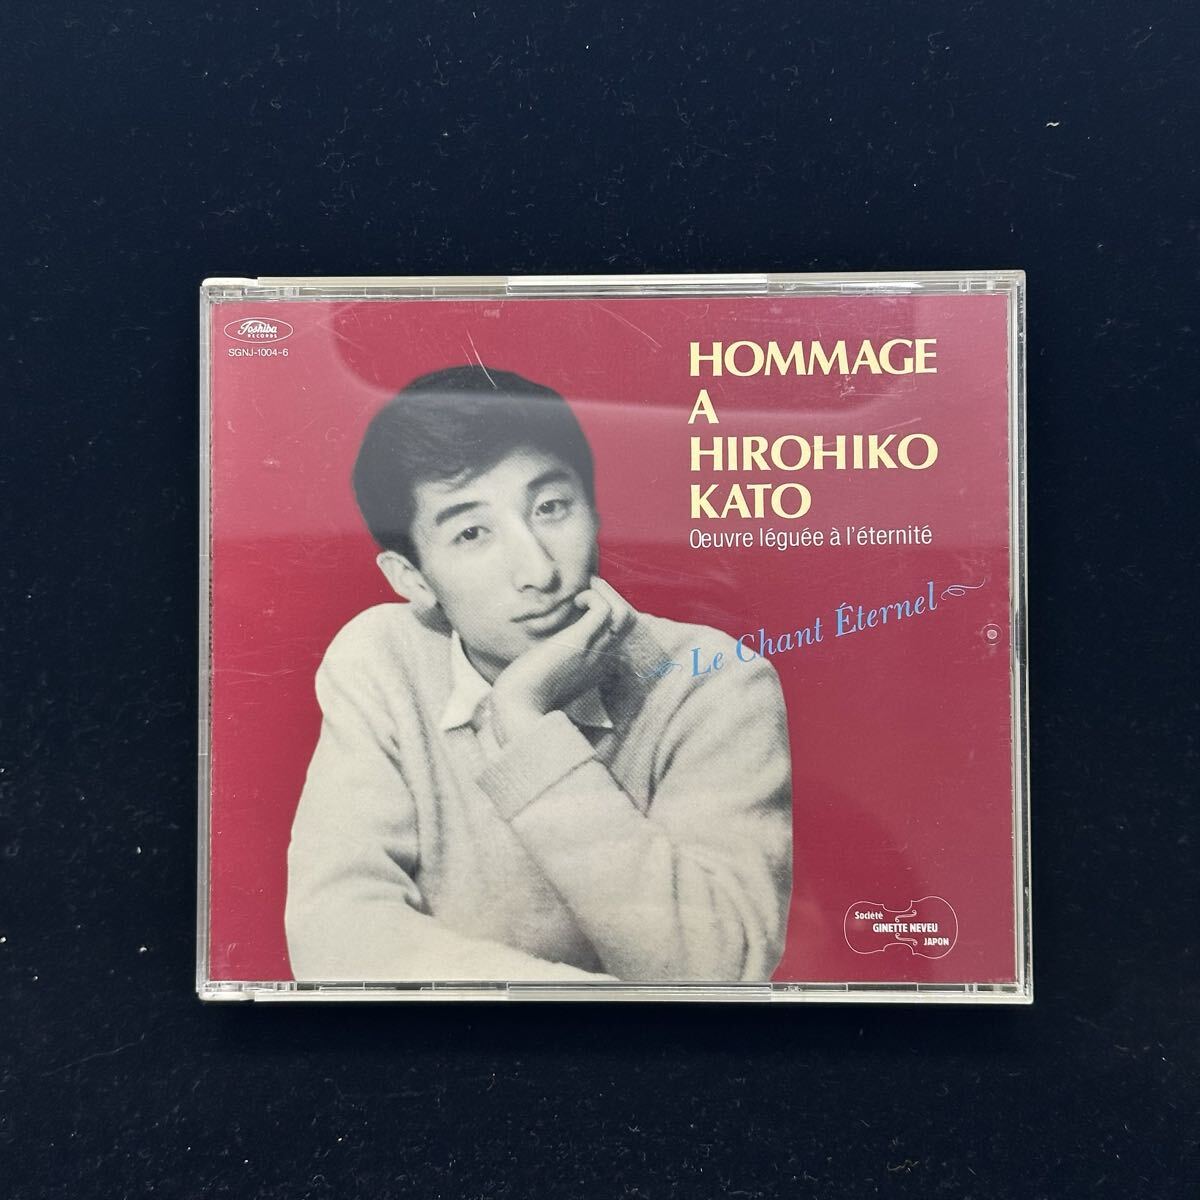 Toshiba
RECORDS
SGNJ-1004-6
HOMMAGE
A
HIROHIKO
KATO
Oeuvre léguée à l'éternité
Le Chant Éternel
Société
GINETTE NEVEU
JAPON